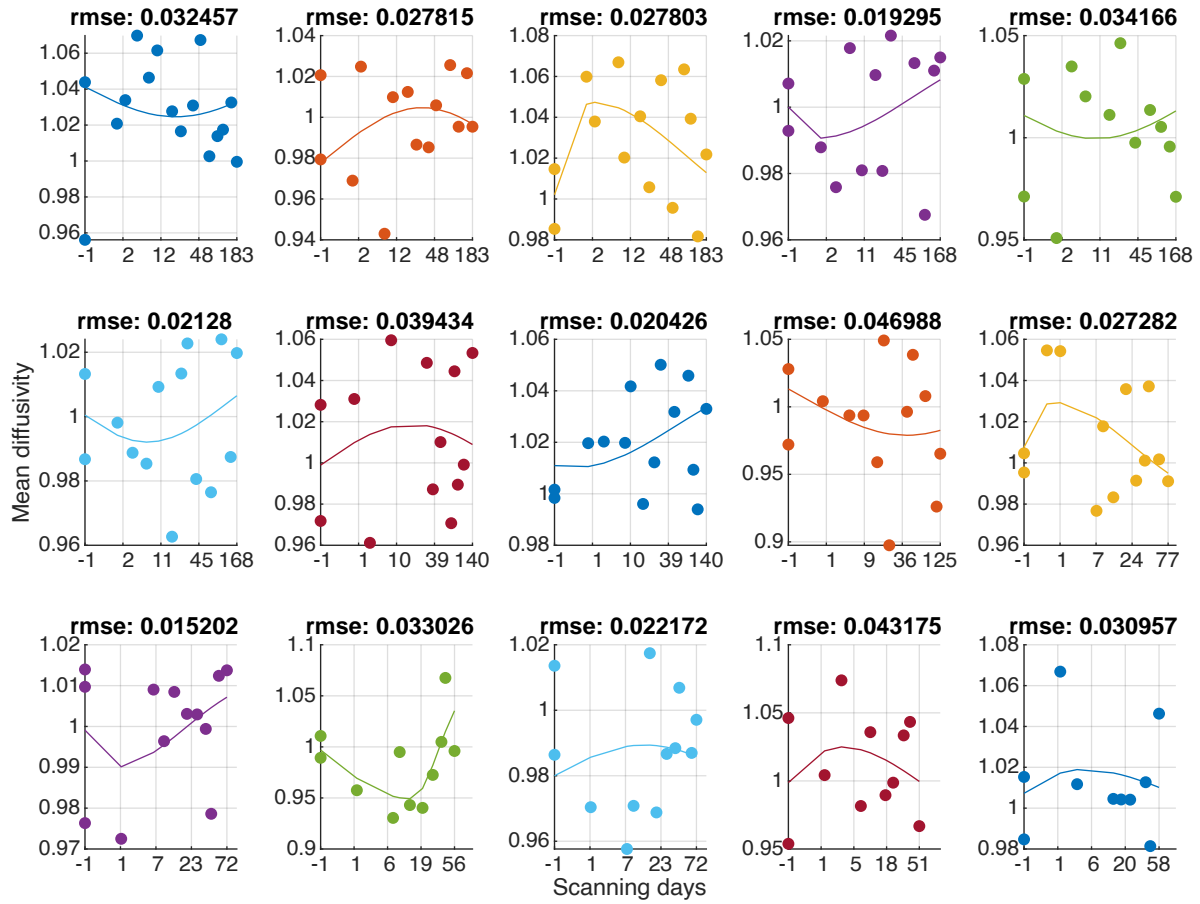 rmse: 0.032457 rmse: 0.027815 rmse: 0.027803 rmse: 0.019295 rmse: 0.034166
1.06 1.04 1.02 1 0.98 0.96
-1 2 12 48 183
1.04 1.02 1 0.98 0.96 0.94
-1 2 12 48 183
1.08 1.06 1.04 1.02 1 0.98
-1 2 12 48 183
1.02 1 0.98 0.96
-1 2 11 45 168
1.05 1 0.95
-1 2 11 45 168
rmse: 0.02128 rmse: 0.039434 rmse: 0.020426 rmse: 0.046988 rmse: 0.027282
Mean diffusivity
1.02 1 0.98 0.96
-1 2 11 45 168
1.06 1.04 1.02 1 0.98 0.96
-1 1 10 39 140
1.06 1.04 1.02 1 0.98
-1 1 10 39 140
1.05 1 0.95 0.9
-1 1 9 36 125
1.06 1.04 1.02 1 0.98 0.96
-1 1 7 24 77
rmse: 0.015202 rmse: 0.033026 rmse: 0.022172 rmse: 0.043175 rmse: 0.030957
1.02 1.01 1 0.99 0.98 0.97
-1 1 7 23 72
1.1 1.05 1 0.95 0.9
-1 1 6 19 56
1.02 1 0.98 0.96
-1 1 7 23 72
1.1 1.05 1 0.95
-1 1 5 18 51
1.08 1.06 1.04 1.02 1 0.98
-1 1 6 20 58
Scanning days